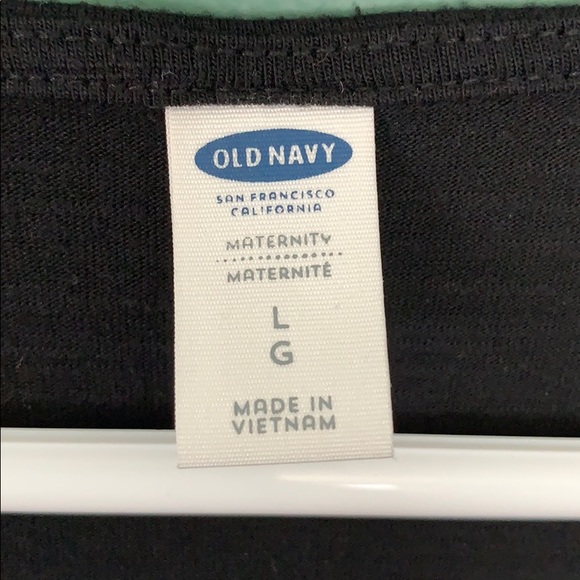 OLD NAVY
SAN FRANCISCO
CALIFORNIA
MATERNITY
MATERNITÉ
L
G
MADE IN
VIETNAM